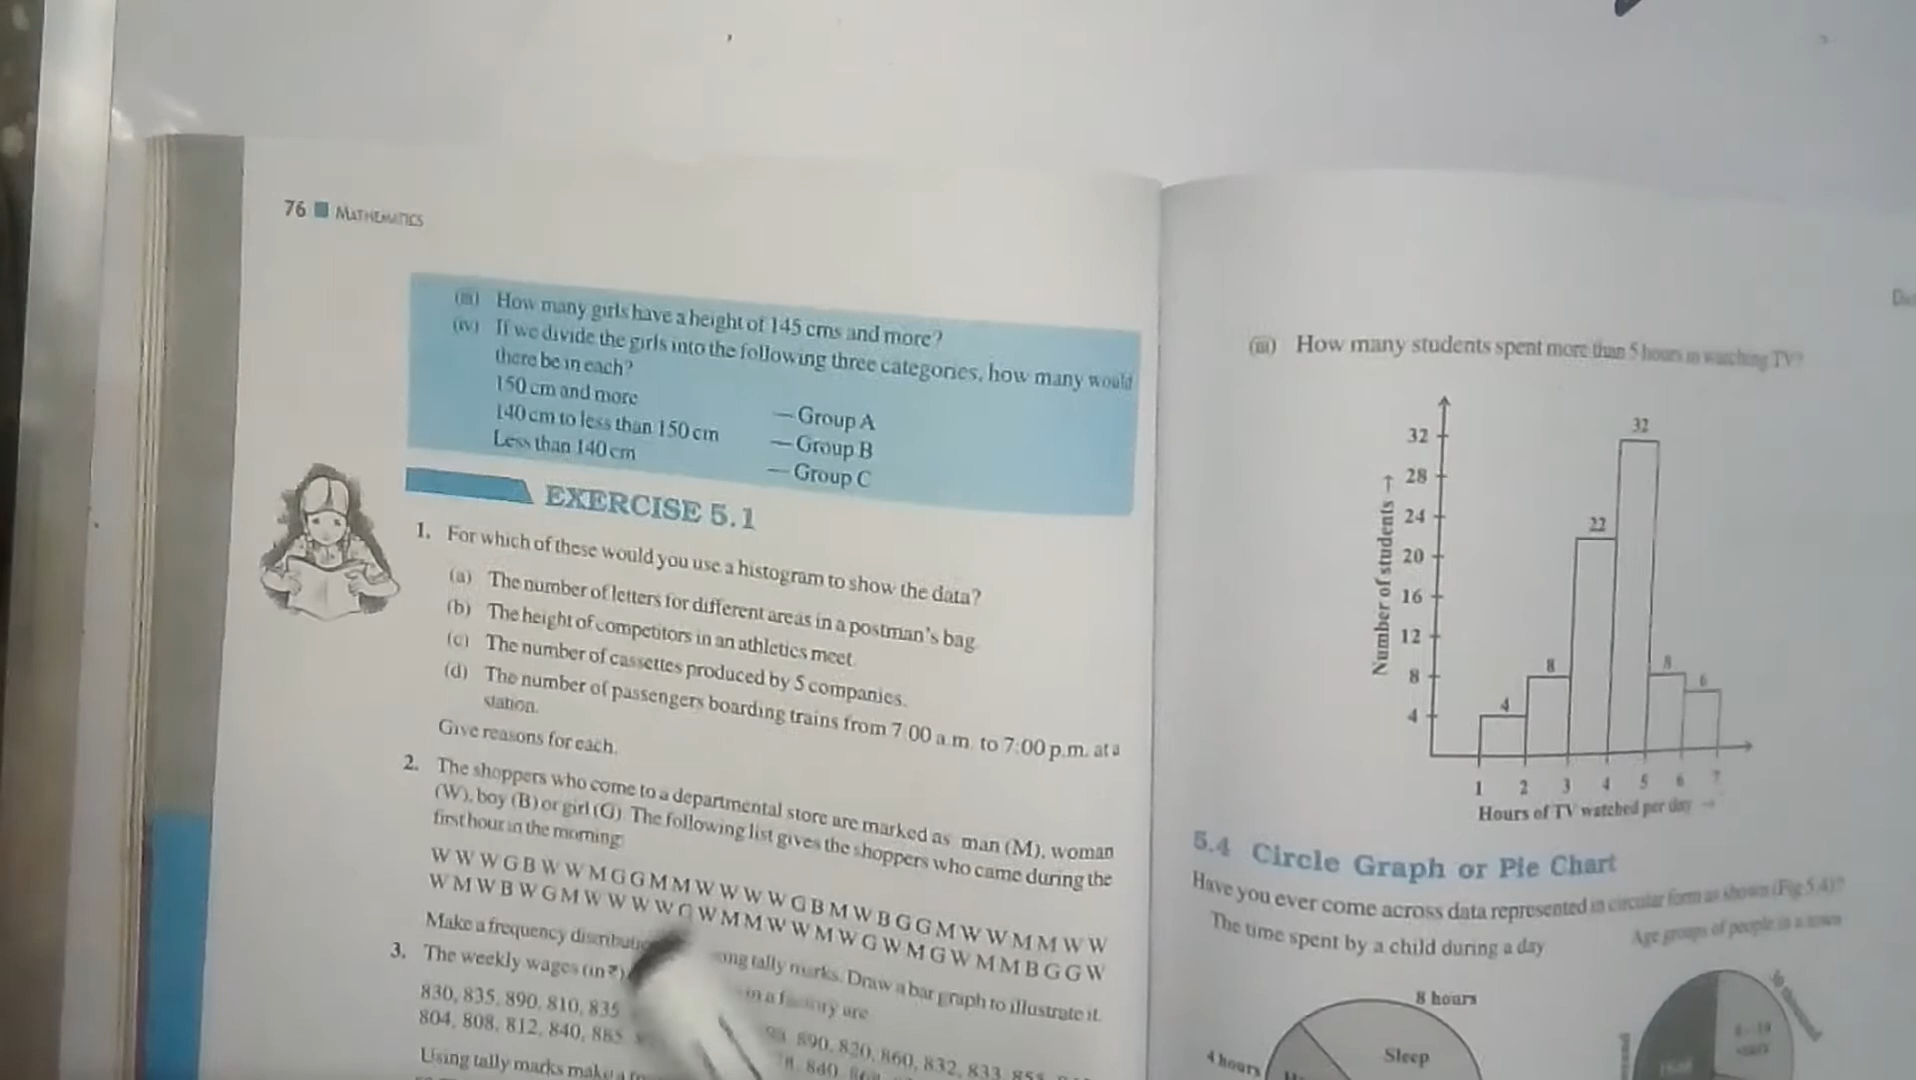 76 MATHEMATICS
(iii) How many girls have a height of 145 cms and more?
(iv) If we divide the girls into the following three categories, how many would
there be in each?
150 cm and more — Group A
140 cm to less than 150 cm — Group B
Less than 140 cm — Group C
EXERCISE 5.1
1. For which of these would you use a histogram to show the data?
(a) The number of letters for different areas in a postman's bag.
(b) The height of competitors in an athletics meet.
(c) The number of cassettes produced by 5 companies.
(d) The number of passengers boarding trains from 7:00 a.m. to 7:00 p.m. at a
station.
Give reasons for each.
2. The shoppers who come to a departmental store are marked as: man (M), woman
(W), boy (B) or girl (G). The following list gives the shoppers who came during the
first hour in the morning:
W W W G B W W M G G M M W W W W G B M W B G G M W W M M W W
W M W B W G M W W W W G W M M W W M W G W M G W M M B G G W
Make a frequency ng tally marks. Draw a bar graph to illustrate it.
3. The weekly wages (in ₹) in a factory are
830, 835, 890, 810, 835 890, 820, 860, 832, 833, 855
804, 808, 812, 840, 885 840
Using tally marks make a
(iii) How many students spent more than 5 hours in watching TV?
Number of students →
32
28
24
20
16
12
8
4
4
8
22
32
8
6
1 2 3 4 5 6 7
Hours of TV watched per day →
5.4 Circle Graph or Pie Chart
Have you ever come across data represented in circular form as shown (Fig 5.4)?
The time spent by a child during a day
Age groups of people in a town
8 hours
4 hours
Sleep